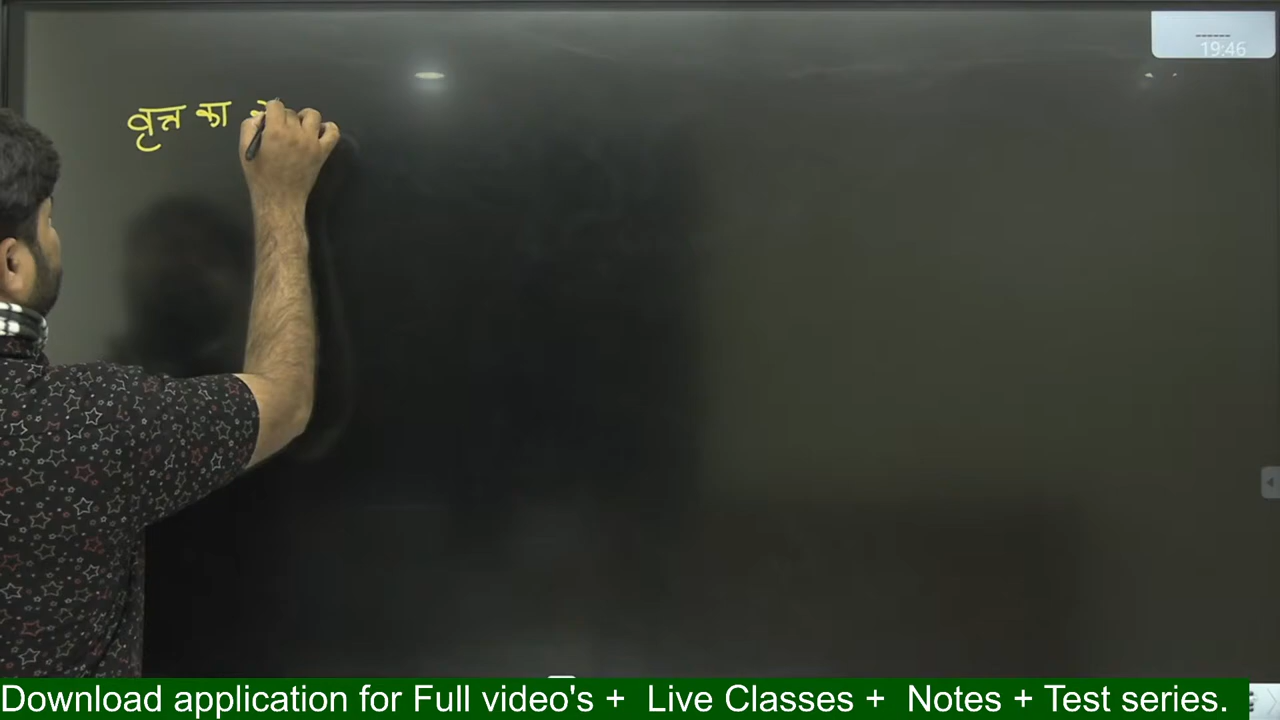 19:46
वृत्त का
Download application for Full video's + Live Classes + Notes + Test series.